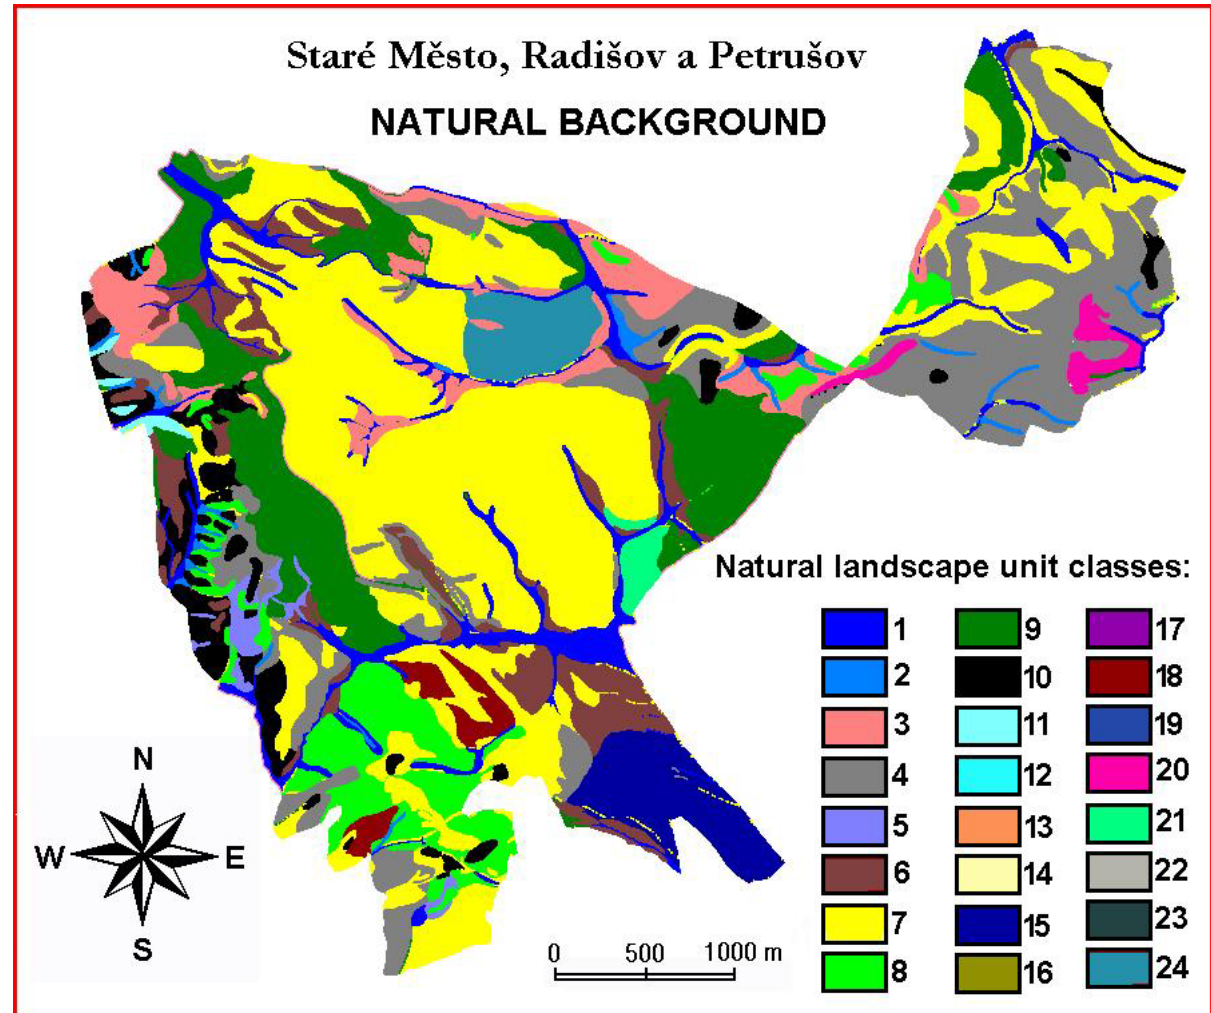 Staré Město, Radišov a Petrušov
NATURAL BACKGROUND
Natural landscape unit classes:
1 9 17
2 10 18
3 11 19
4 12 20
5 13 21
6 14 22
7 15 23
8 16 24
N
W E
S
0 500 1000 m